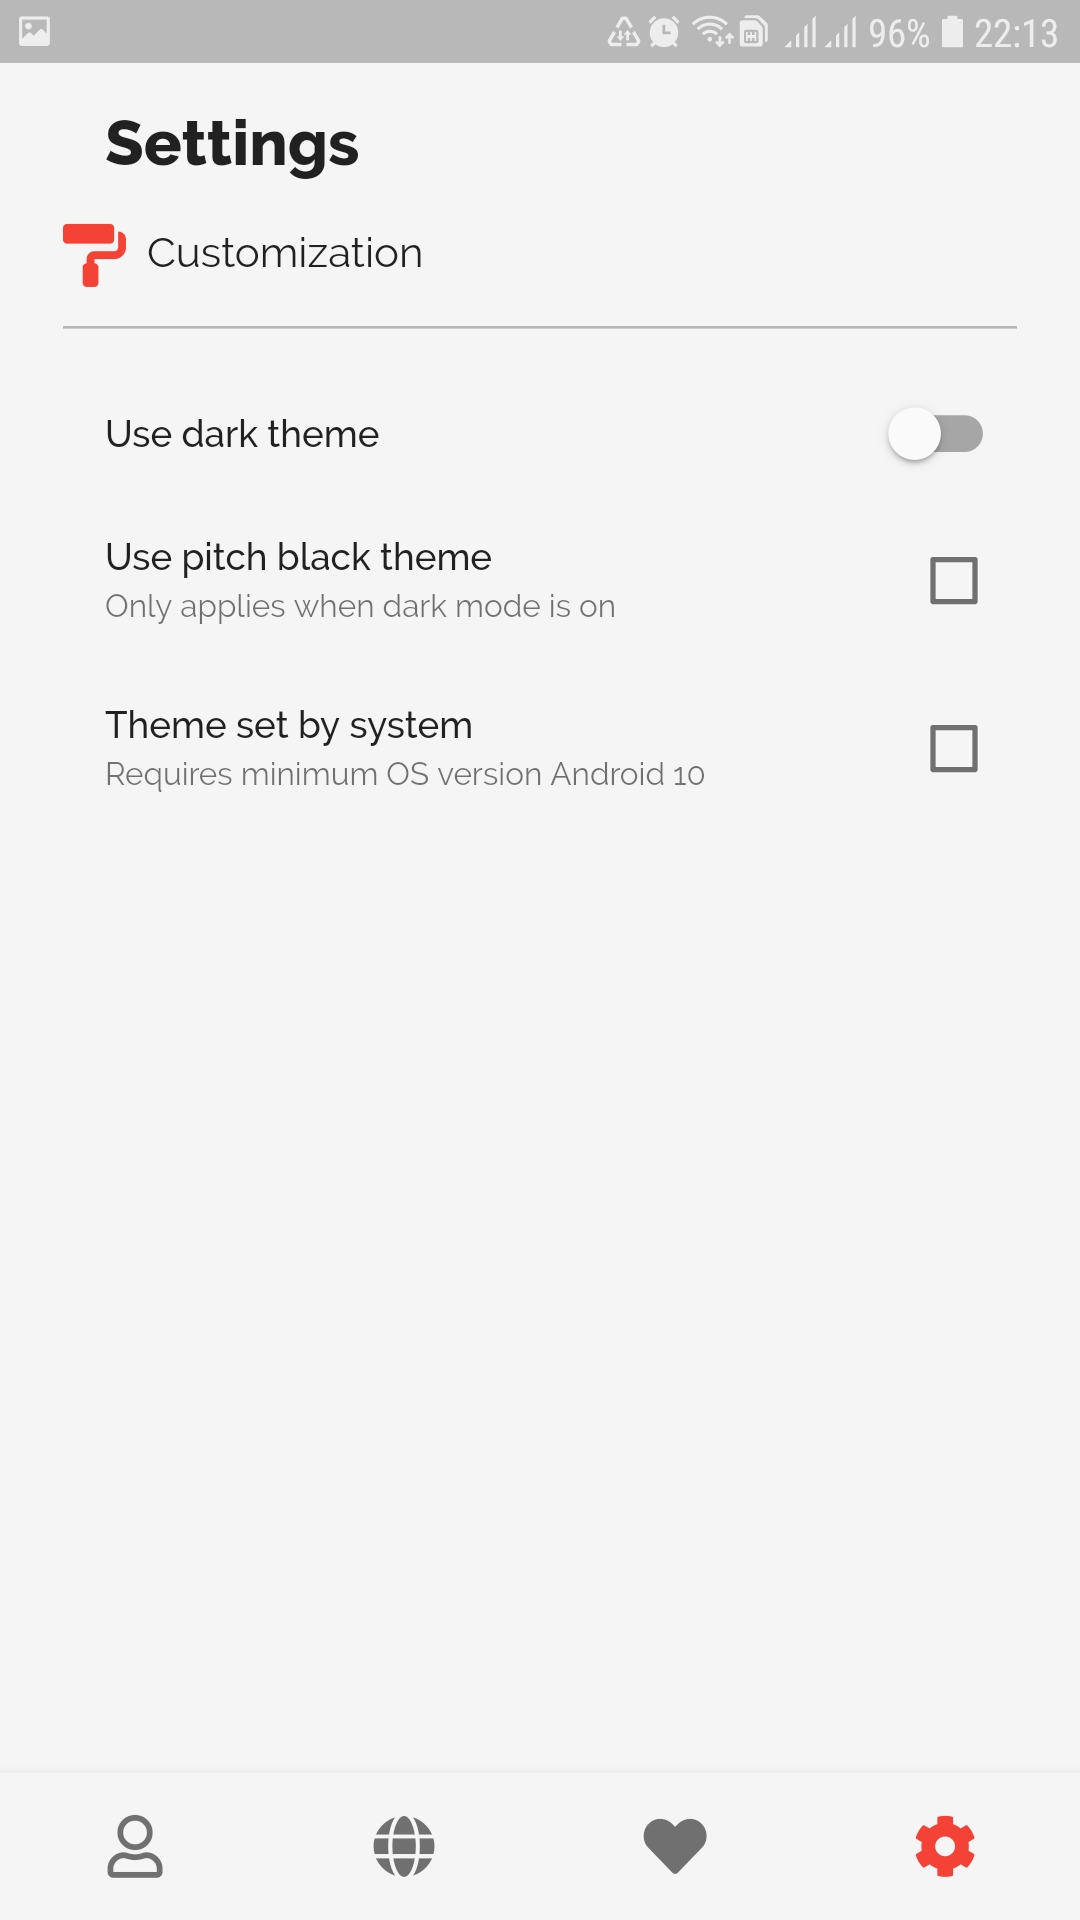 96% 22:13
Settings
Customization
Use dark theme
Use pitch black theme
Only applies when dark mode is on
Theme set by system
Requires minimum OS version Android 10